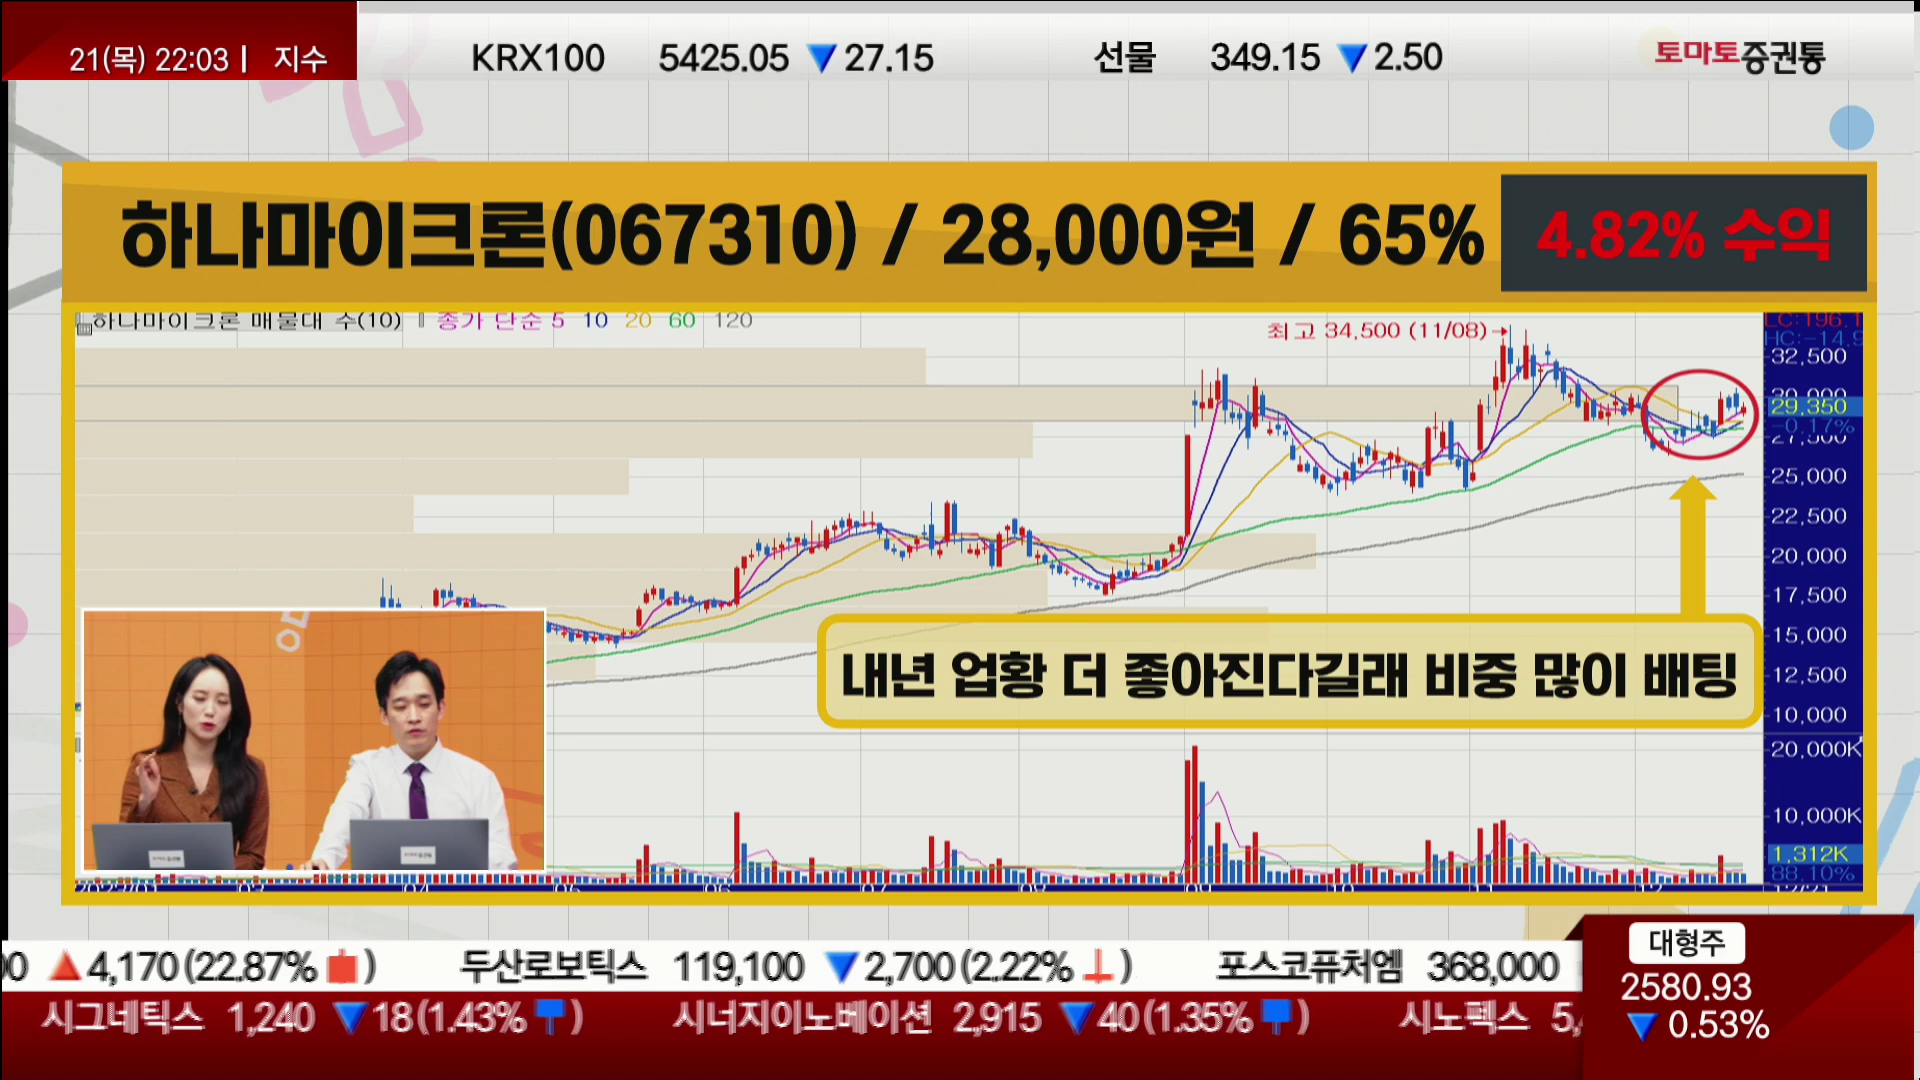 21(목) 22:03 | 지수 KRX100 5425.05 ▼27.15 선물 349.15 ▼2.50 토마토증권통
하나마이크론(067310) / 28,000원 / 65% 4.82% 수익
하나마이크론 매물대 수(10) 종가 단순 5 10 20 60 120
최고 34,500 (11/08)→
32,500
29,350
-0.17%
27,500
25,000
22,500
20,000
17,500
15,000
12,500
10,000
내년 업황 더 좋아진다길래 비중 많이 배팅
20,000K
10,000K
1,312K
88.10%
▲4,170(22.87% ) 두산로보틱스 119,100 ▼2,700(2.22% ) 포스코퓨처엠 368,000
시그네틱스 1,240 ▼18(1.43% ) 시너지이노베이션 2,915 ▼40(1.35% ) 시노펙스
대형주
2580.93
▼ 0.53%